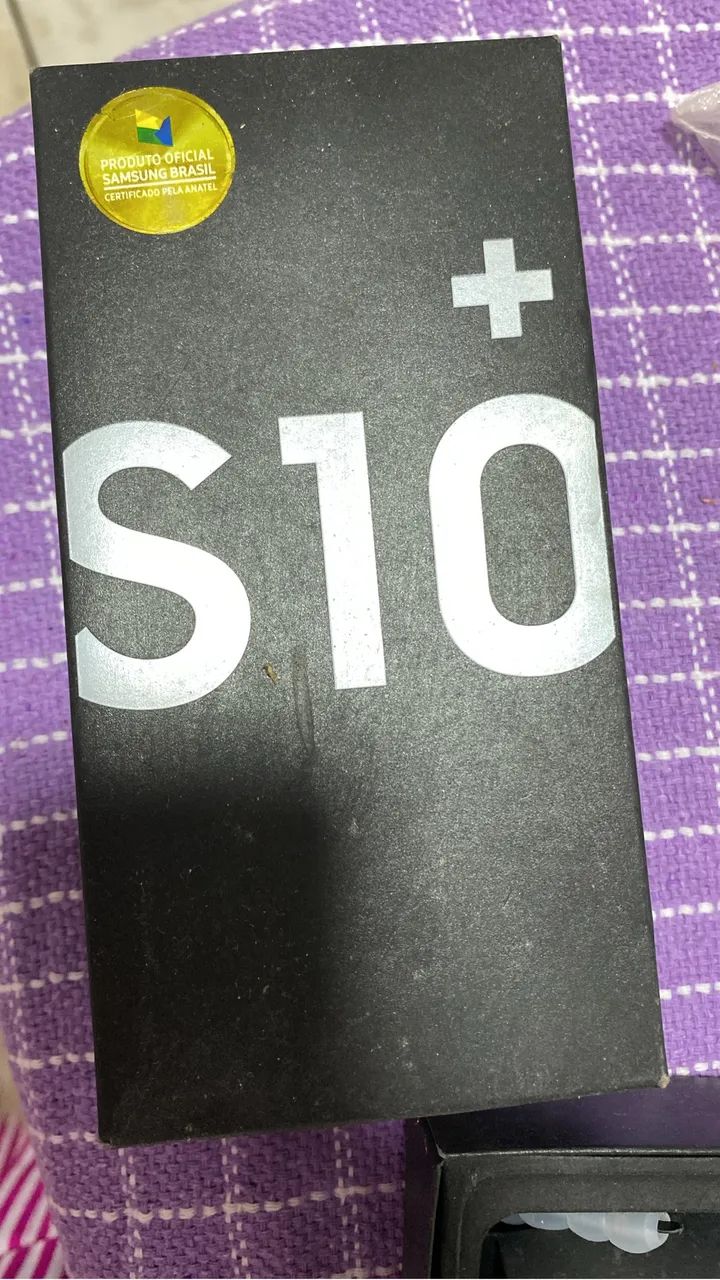 PRODUTO OFICIAL
SAMSUNG BRASIL
CERTIFICADO PELA ANATEL
+
S10